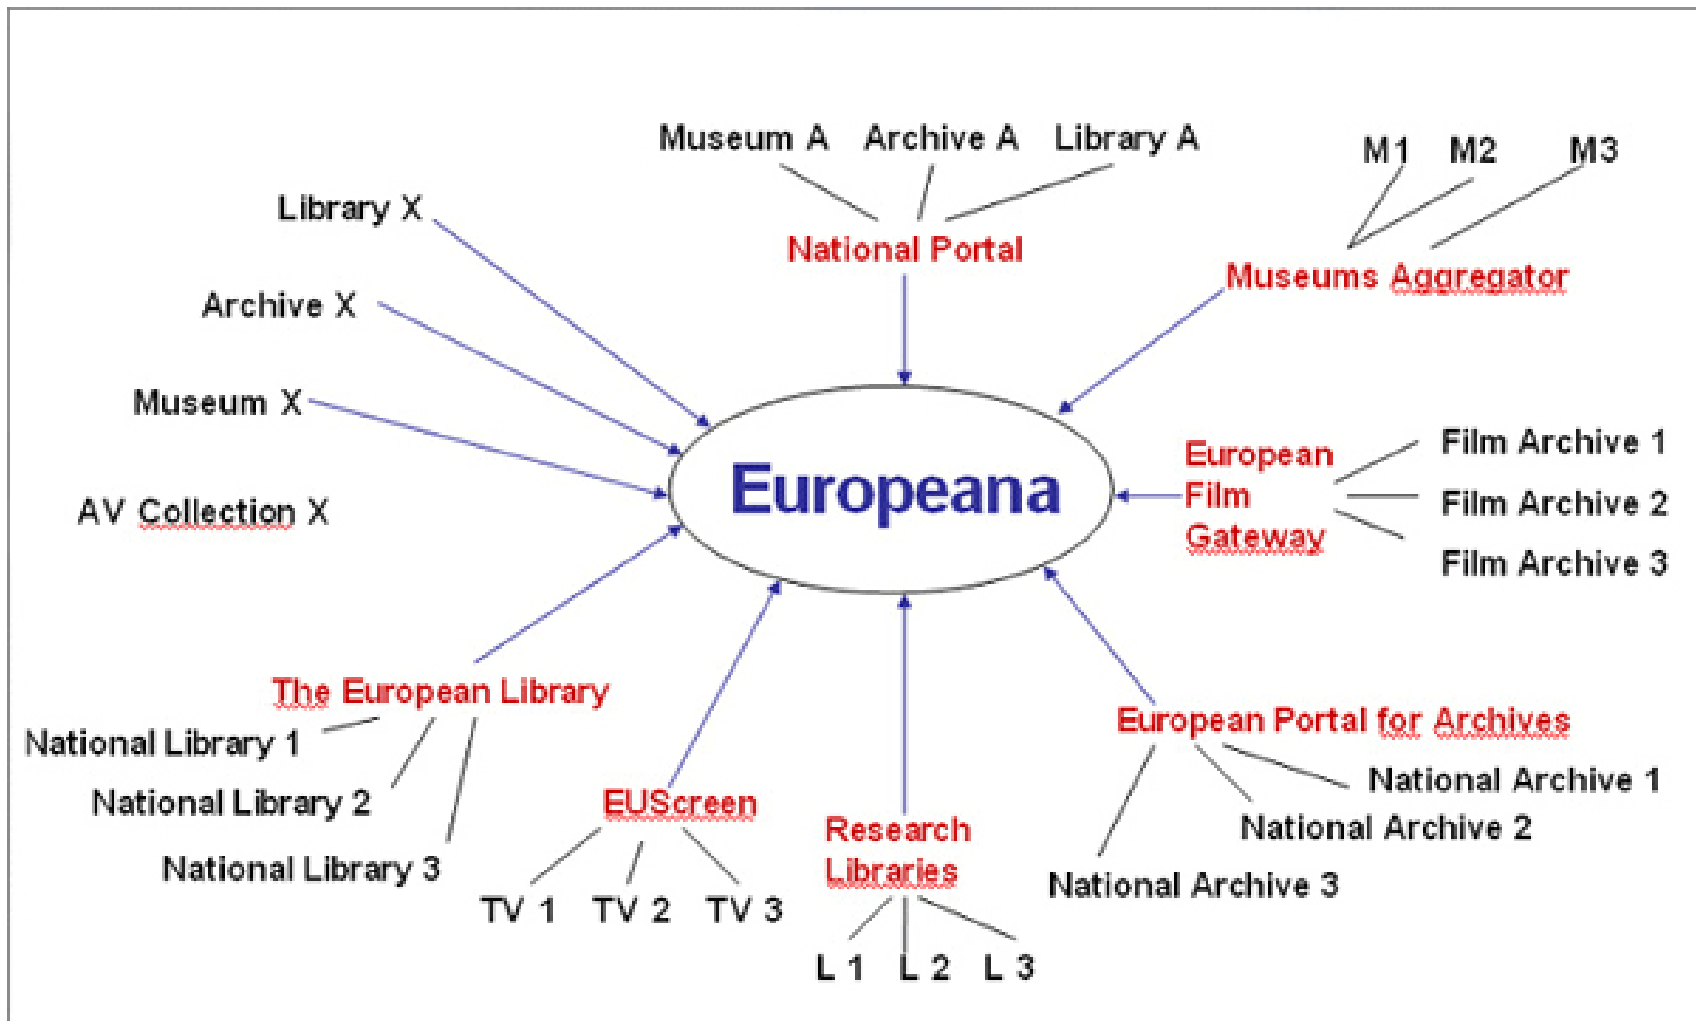 Museum A Archive A Library A
M1 M2 M3
Library X
National Portal
Museums Aggregator
Archive X
Museum X
Europeana
European
Film
Gateway
Film Archive 1
Film Archive 2
Film Archive 3
AV Collection X
The European Library
National Library 1
National Library 2
National Library 3
EUScreen
TV 1 TV 2 TV 3
Research
Libraries
L 1 L 2 L 3
European Portal for Archives
National Archive 1
National Archive 2
National Archive 3